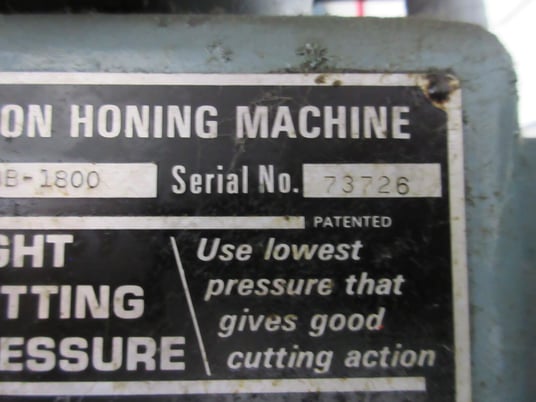 ON HONING MACHINE
B-1800 Serial No. 73726
PATENTED
GHT
TTING
ESSURE
Use lowest
pressure that
gives good
cutting action